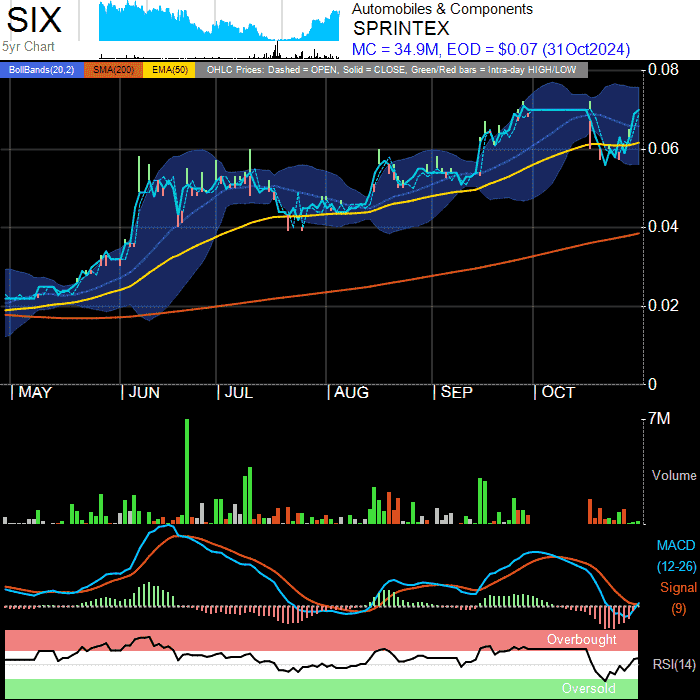 SIX
5yr Chart
Automobiles & Components
SPRINTEX
MC = 34.9M, EOD = $0.07 (31Oct2024)
BollBands(20,2) SMA(200) EMA(50) OHLC Prices: Dashed = OPEN, Solid = CLOSE, Green/Red bars = Intra-day HIGH/LOW
0.08
0.06
0.04
0.02
0
MAY JUN JUL AUG SEP OCT
7M
Volume
MACD
(12-26)
Signal
(9)
Overbought
RSI(14)
Oversold